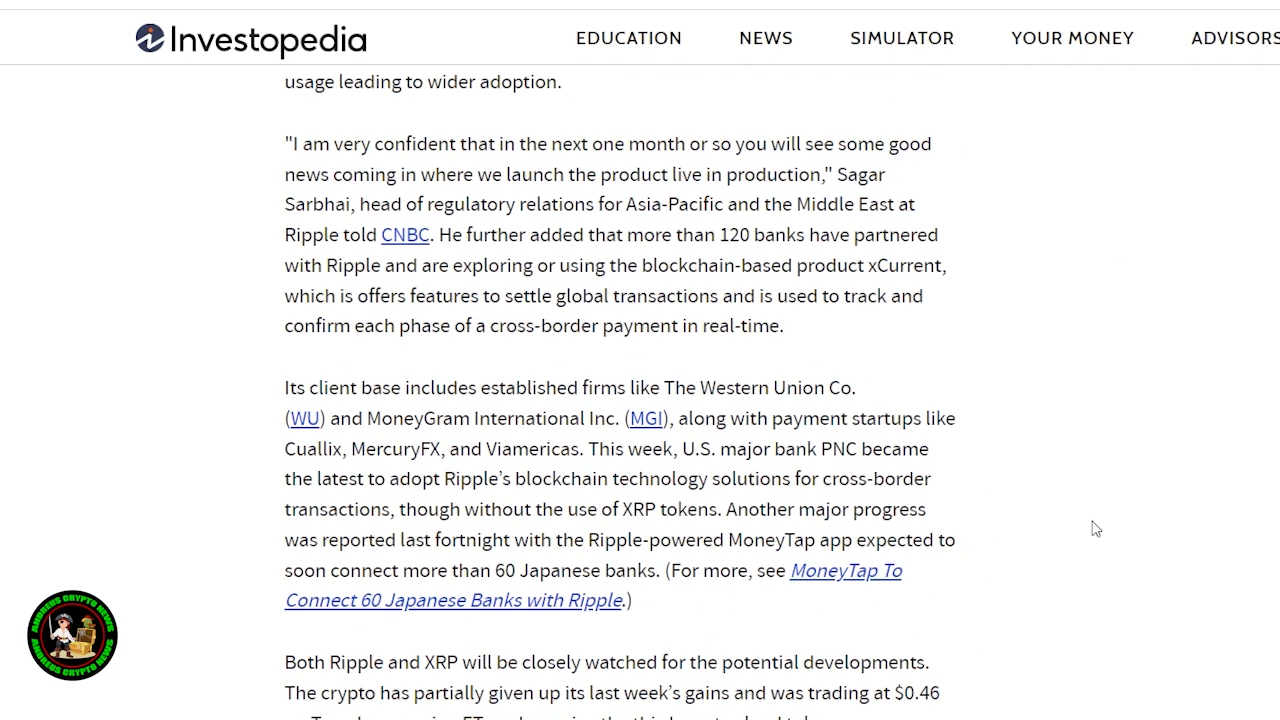 Investopedia
EDUCATION NEWS SIMULATOR YOUR MONEY ADVISORS
usage leading to wider adoption.
"I am very confident that in the next one month or so you will see some good
news coming in where we launch the product live in production," Sagar
Sarbhai, head of regulatory relations for Asia-Pacific and the Middle East at
Ripple told CNBC. He further added that more than 120 banks have partnered
with Ripple and are exploring or using the blockchain-based product xCurrent,
which is offers features to settle global transactions and is used to track and
confirm each phase of a cross-border payment in real-time.
Its client base includes established firms like The Western Union Co.
(WU) and MoneyGram International Inc. (MGI), along with payment startups like
Cuallix, MercuryFX, and Viamericas. This week, U.S. major bank PNC became
the latest to adopt Ripple’s blockchain technology solutions for cross-border
transactions, though without the use of XRP tokens. Another major progress
was reported last fortnight with the Ripple-powered MoneyTap app expected to
soon connect more than 60 Japanese banks. (For more, see MoneyTap To
Connect 60 Japanese Banks with Ripple.)
ANDREUS CRYPTO NEWS
ANDREUS CRYPTO NEWS
Both Ripple and XRP will be closely watched for the potential developments.
The crypto has partially given up its last week’s gains and was trading at $0.46